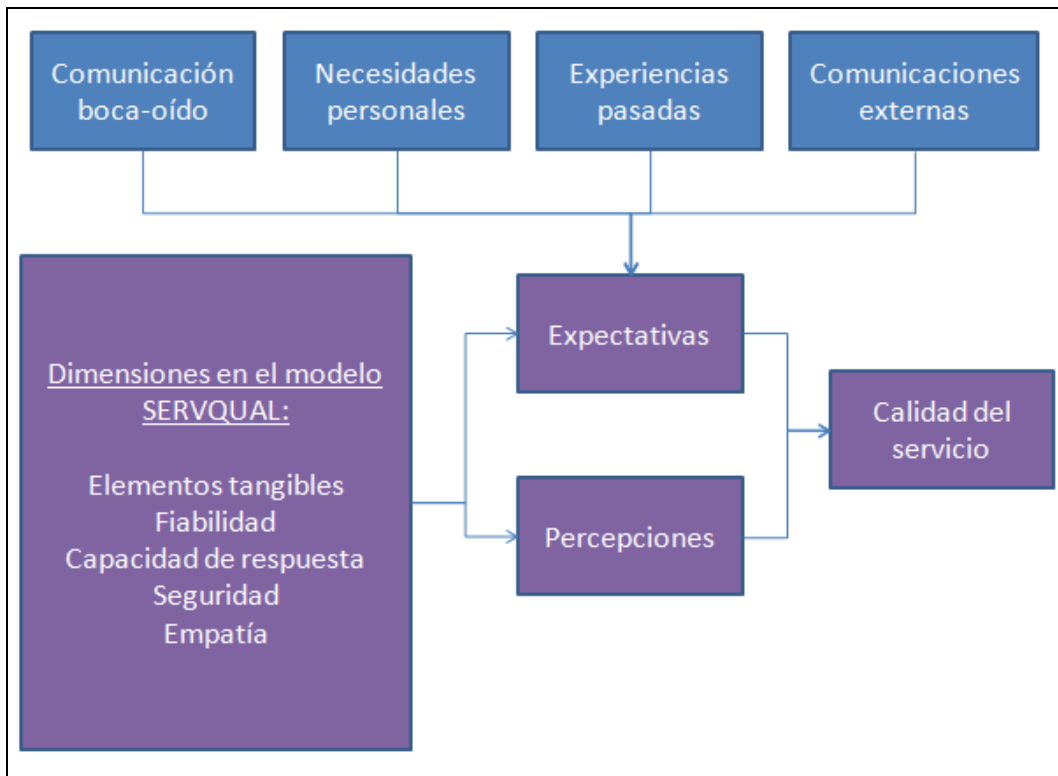 Comunicación
boca-oído
Necesidades
personales
Experiencias
pasadas
Comunicaciones
externas
Dimensiones en el modelo
SERVQUAL:
Elementos tangibles
Fiabilidad
Capacidad de respuesta
Seguridad
Empatía
Expectativas
Percepciones
Calidad del
servicio